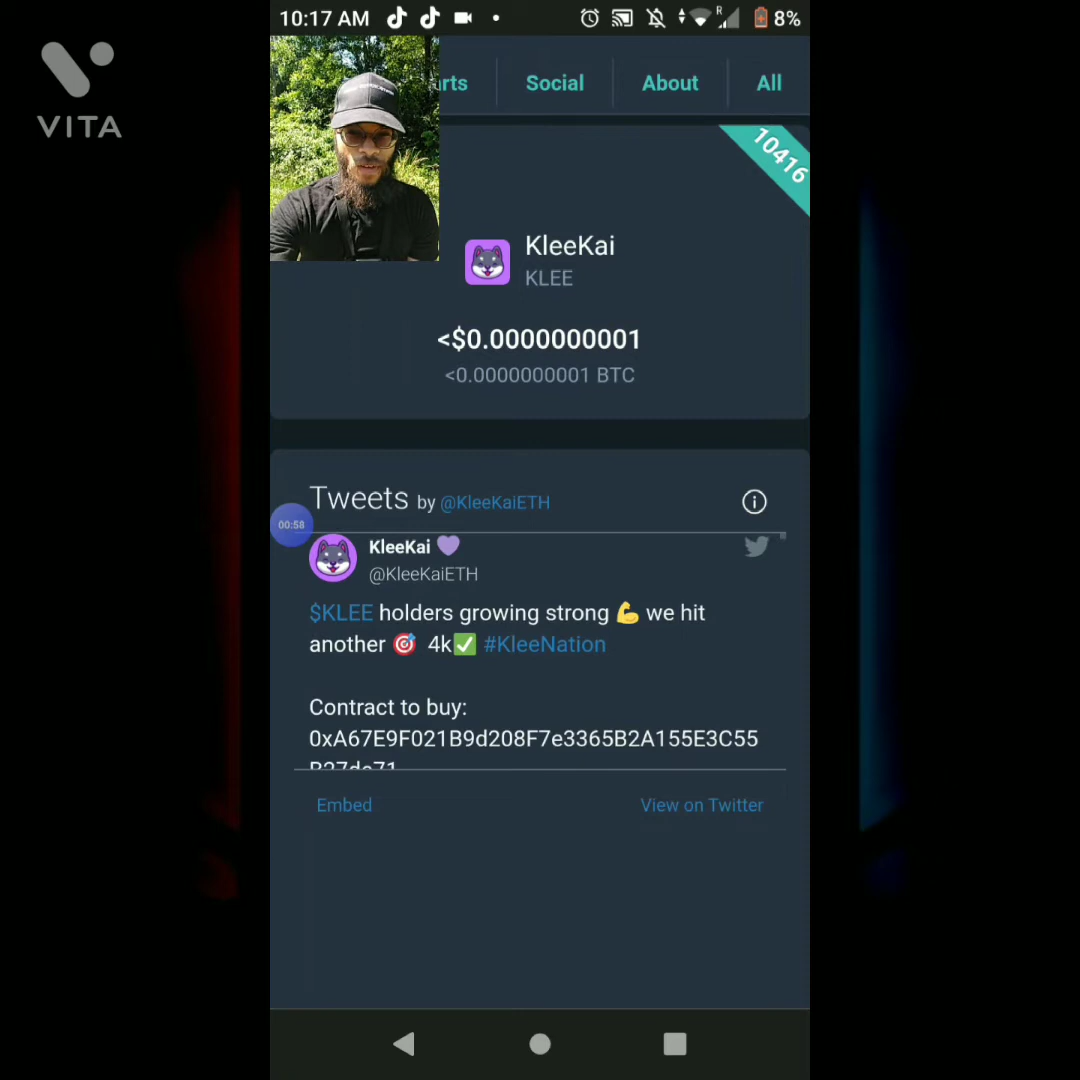 10:17 AM
8%
VITA
rts
Social
About
All
10416
KleeKai
KLEE
<$0.0000000001
<0.0000000001 BTC
Tweets by @KleeKaiETH
00:58
KleeKai 💜
@KleeKaiETH
$KLEE holders growing strong 💪 we hit
another 🎯 4k✅ #KleeNation
Contract to buy:
0xA67E9F021B9d208F7e3365B2A155E3C55
Embed
View on Twitter